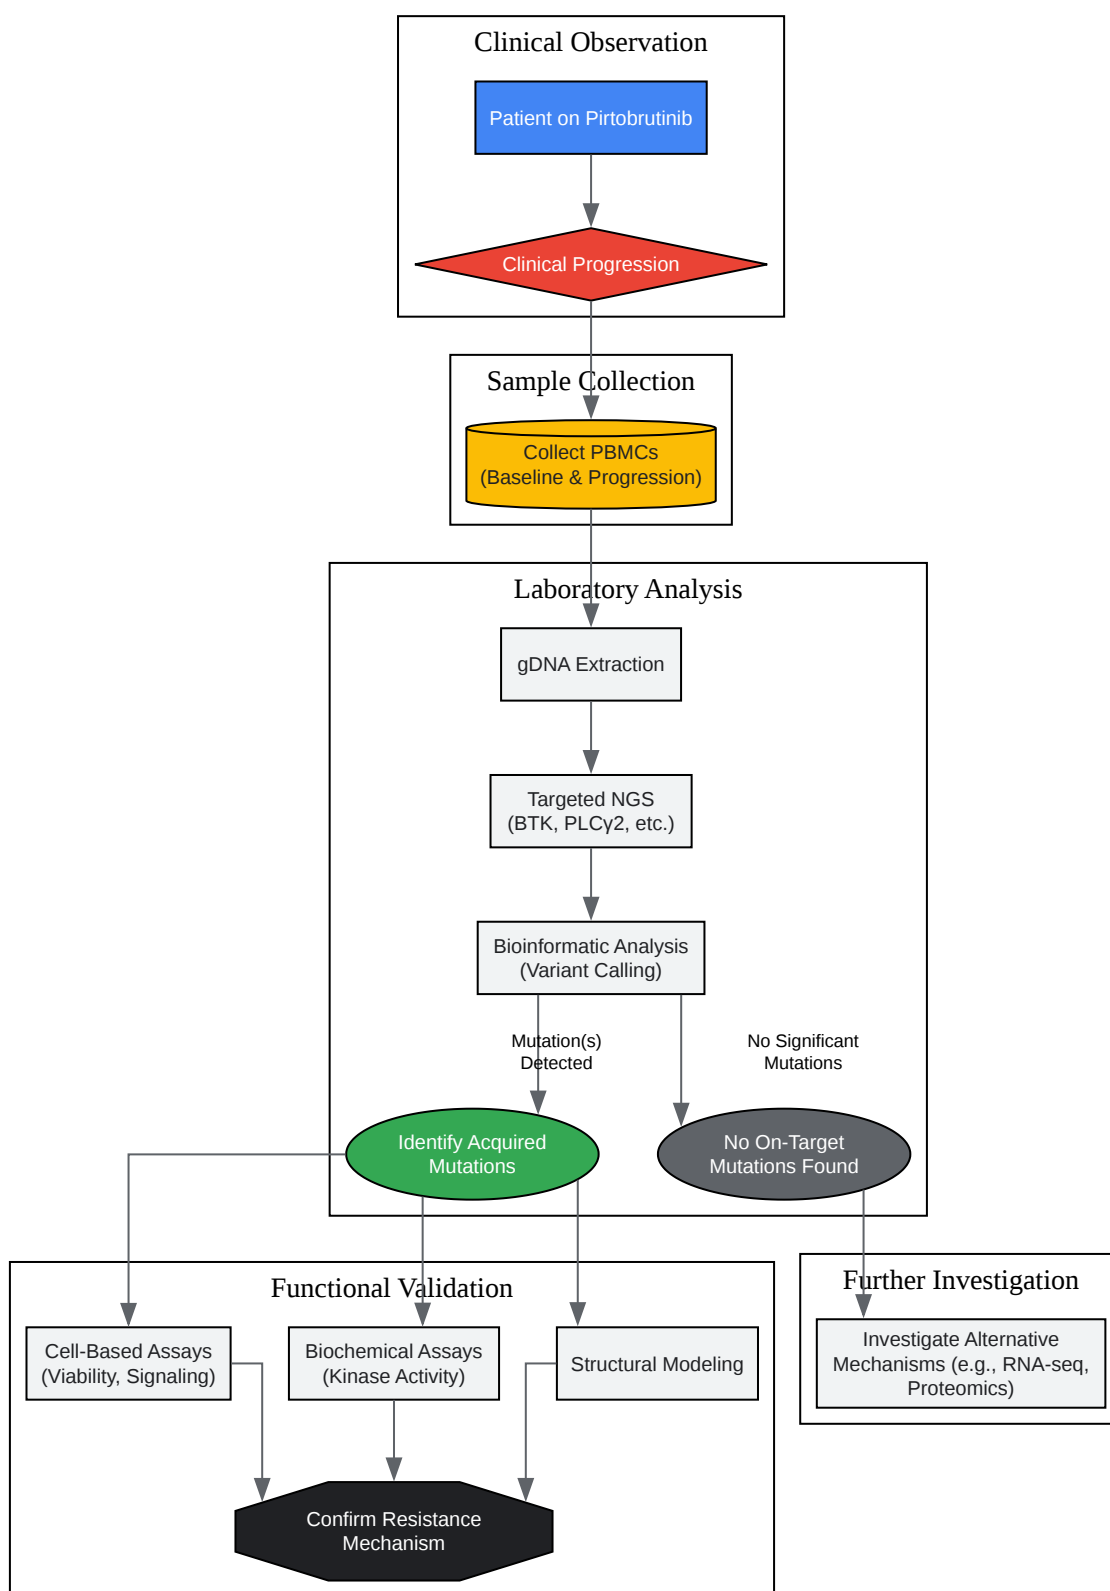 Clinical Observation
Patient on Pirtobrutinib
Clinical Progression
Sample Collection
Collect PBMCs
(Baseline & Progression)
Laboratory Analysis
gDNA Extraction
Targeted NGS
(BTK, PLCγ2, etc.)
Bioinformatic Analysis
(Variant Calling)
Mutation(s)
Detected
No Significant
Mutations
Identify Acquired
Mutations
No On-Target
Mutations Found
Functional Validation
Cell-Based Assays
(Viability, Signaling)
Biochemical Assays
(Kinase Activity)
Structural Modeling
Confirm Resistance
Mechanism
Further Investigation
Investigate Alternative
Mechanisms (e.g., RNA-seq,
Proteomics)